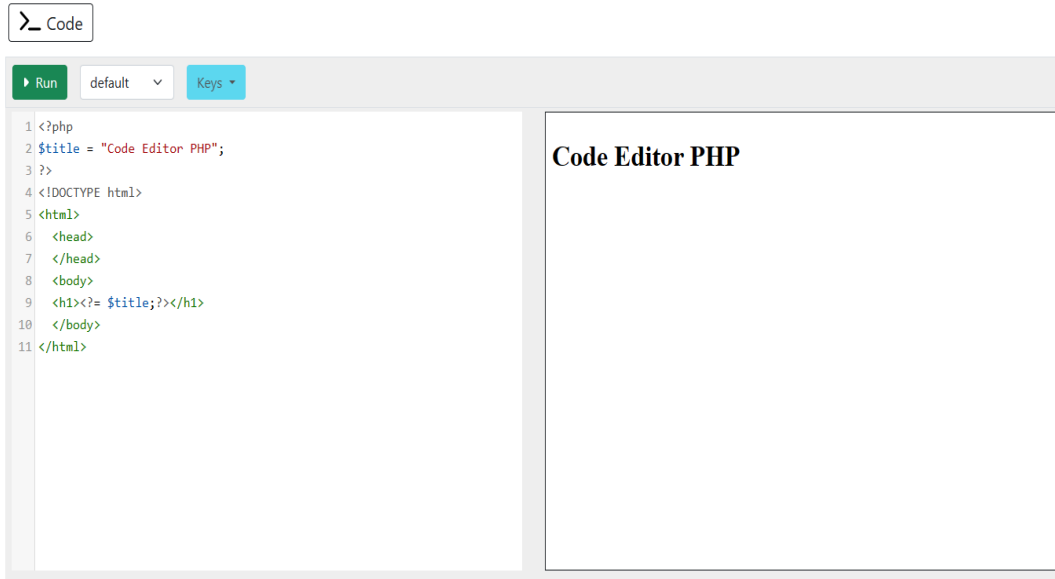 Code
Run default Keys
1 <?php
2 $title = "Code Editor PHP";
3 ?>
4 <!DOCTYPE html>
5 <html>
6   <head>
7   </head>
8   <body>
9   <h1><?= $title;?></h1>
10   </body>
11 </html>
Code Editor PHP